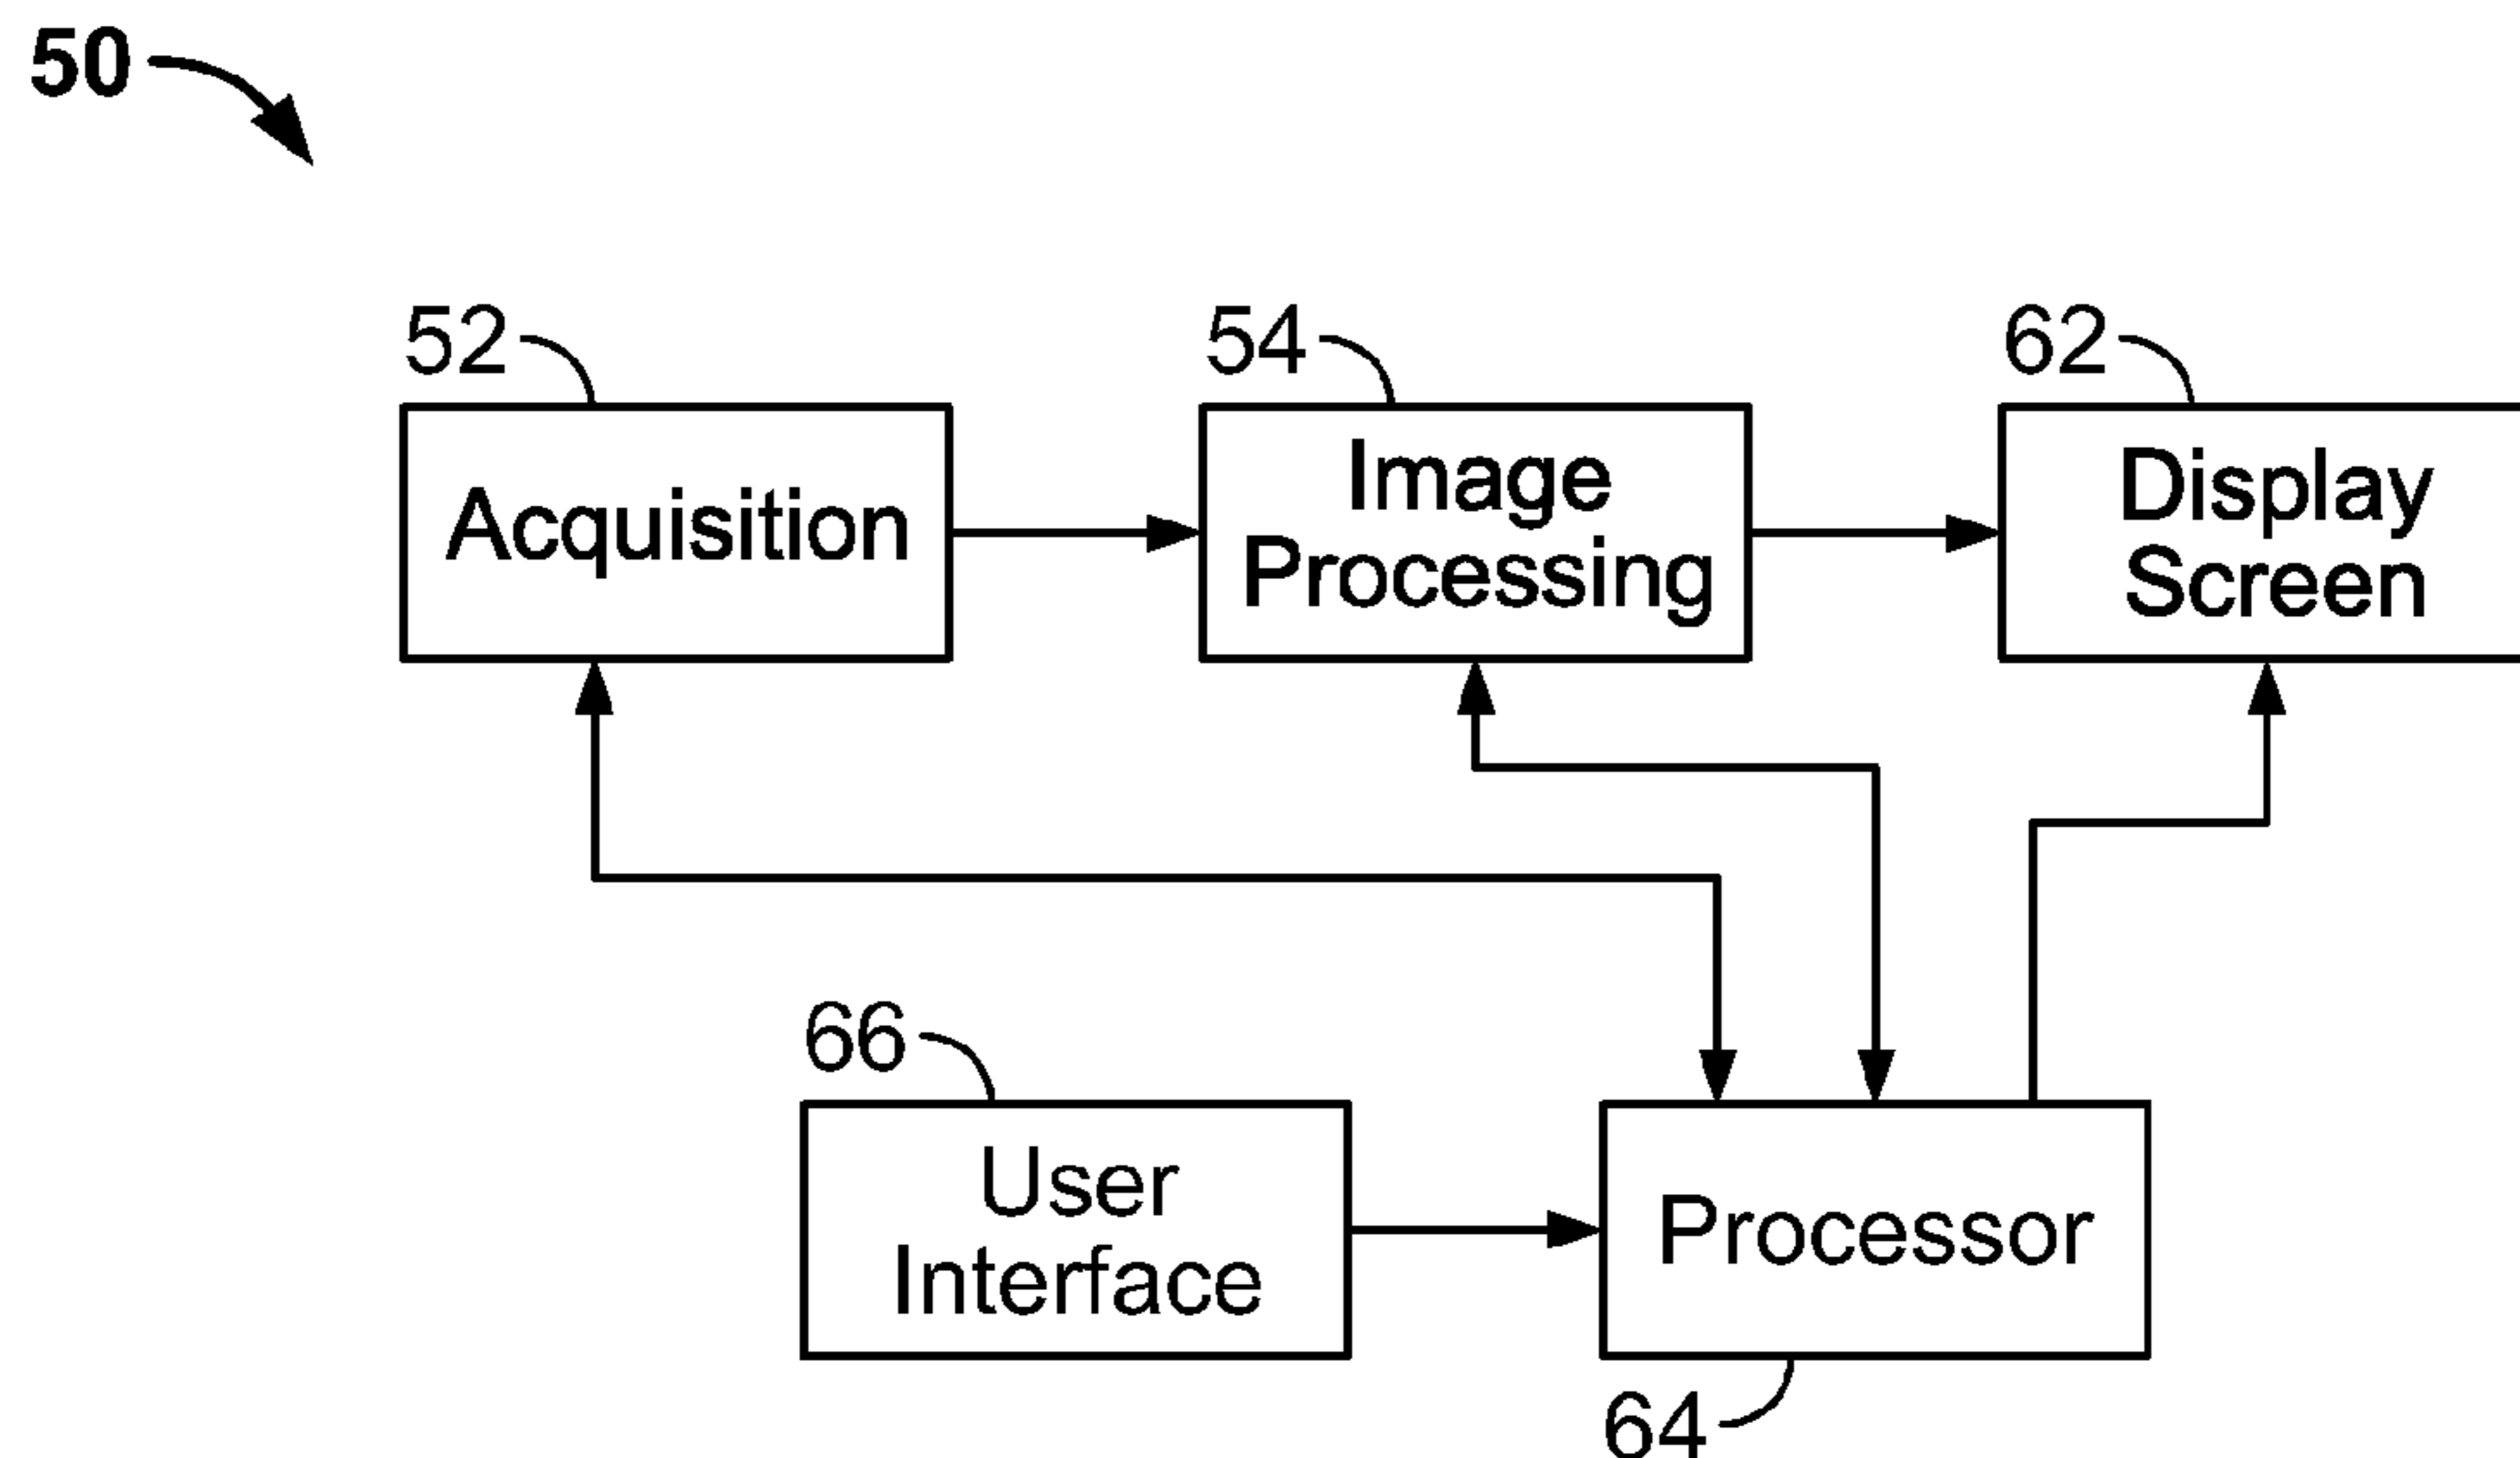 50
52
54
62
Acquisition
Image
Processing
Display
Screen
66
User
Interface
Processor
64